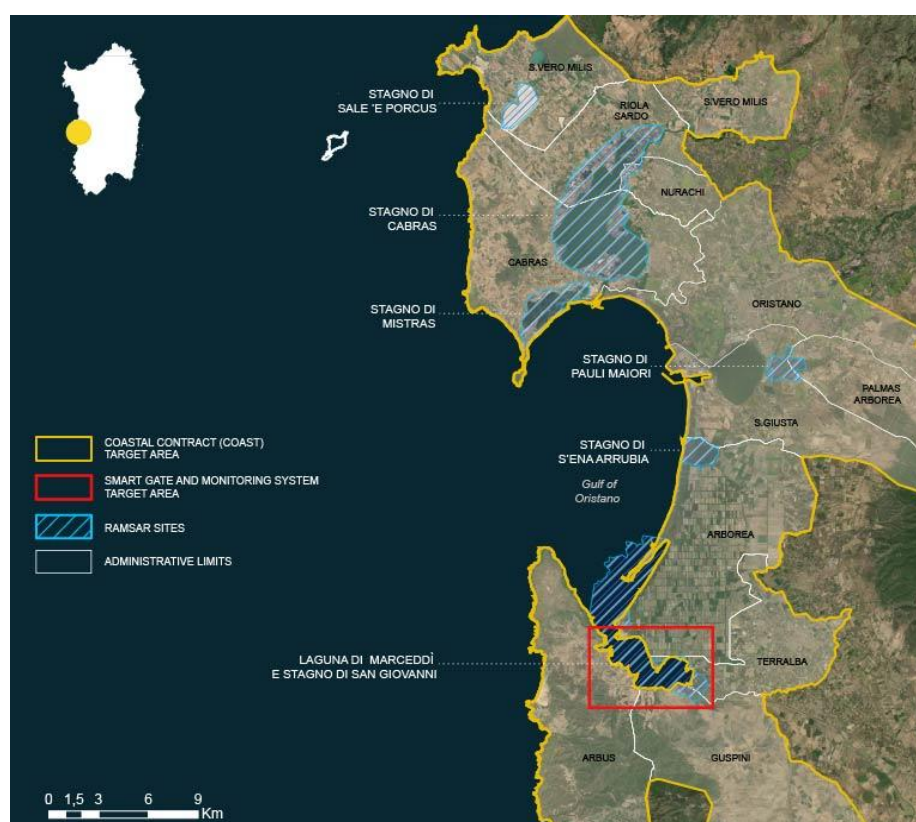 S.VERO MILIS
STAGNO DI
SALE 'E PORCUS
RIOLA
SARDO
S.VERO MILIS
NURACHI
STAGNO DI
CABRAS
CABRAS
ORISTANO
STAGNO DI
MISTRAS
STAGNO DI
PAULI MAIORI
PALMAS
ARBOREA
S.GIUSTA
COASTAL CONTRACT (COAST)
TARGET AREA
STAGNO DI
S'ENA ARRUBIA
SMART GATE AND MONITORING SYSTEM
TARGET AREA
Gulf of
Oristano
RAMSAR SITES
ARBOREA
ADMINISTRATIVE LIMITS
LAGUNA DI MARCEDDÌ
E STAGNO DI SAN GIOVANNI
TERRALBA
ARBUS
GUSPINI
0 1,5 3 6 9
Km